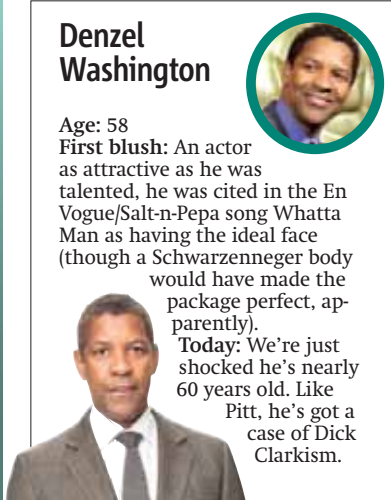 Denzel
Washington
Age: 58
First blush: An actor
as attractive as he was
talented, he was cited in the En
Vogue/Salt-n-Pepa song Whatta
Man as having the ideal face
(though a Schwarzenneger body
would have made the
package perfect, ap-
parently).
Today: We're just
shocked he's nearly
60 years old. Like
Pitt, he's got a
case of Dick
Clarkism.